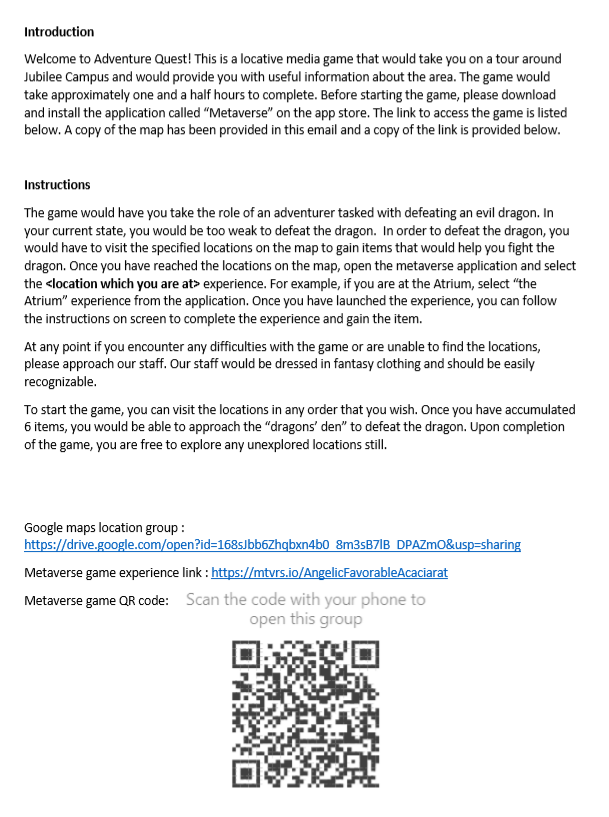 Introduction
Welcome to Adventure Quest! This is a locative media game that would take you on a tour around
Jubilee Campus and would provide you with useful information about the area. The game would
take approximately one and a half hours to complete. Before starting the game, please download
and install the application called “Metaverse” on the app store. The link to access the game is listed
below. A copy of the map has been provided in this email and a copy of the link is provided below.
Instructions
The game would have you take the role of an adventurer tasked with defeating an evil dragon. In
your current state, you would be too weak to defeat the dragon.  In order to defeat the dragon, you
would have to visit the specified locations on the map to gain items that would help you fight the
dragon. Once you have reached the locations on the map, open the metaverse application and select
the <location which you are at> experience. For example, if you are at the Atrium, select “the
Atrium” experience from the application. Once you have launched the experience, you can follow
the instructions on screen to complete the experience and gain the item.
At any point if you encounter any difficulties with the game or are unable to find the locations,
please approach our staff. Our staff would be dressed in fantasy clothing and should be easily
recognizable.
To start the game, you can visit the locations in any order that you wish. Once you have accumulated
6 items, you would be able to approach the “dragons’ den” to defeat the dragon. Upon completion
of the game, you are free to explore any unexplored locations still.
Google maps location group :
https://drive.google.com/open?id=168sJbb6Zhqbxn4b0_8m3sB7lB_DPAZmO&usp=sharing
Metaverse game experience link : https://mtvrs.io/AngelicFavorableAcaciarat
Metaverse game QR code:
Scan the code with your phone to
open this group